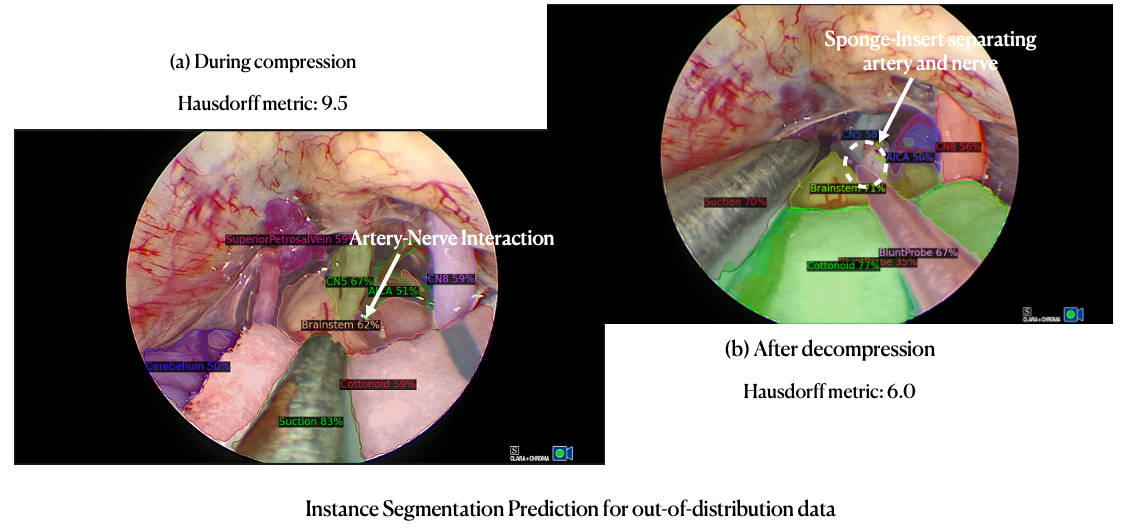 (a) During compression
Hausdorff metric: 9.5
SuperiorPetrosalVein 59%
Artery-Nerve Interaction
CN5 67%
AICA 51%
CN8 59%
Brainstem 62%
Cerebellum 50%
Cottonoid 59%
Suction 83%
S
CLARA+CHROMA
Sponge-Insert separating
artery and nerve
CN5 58%
AICA 50%
CN8 56%
Brainstem 71%
Suction 70%
BluntProbe 67%
BluntProbe 35%
Cottonoid 77%
S
CLARA+CHROMA
(b) After decompression
Hausdorff metric: 6.0
Instance Segmentation Prediction for out-of-distribution data